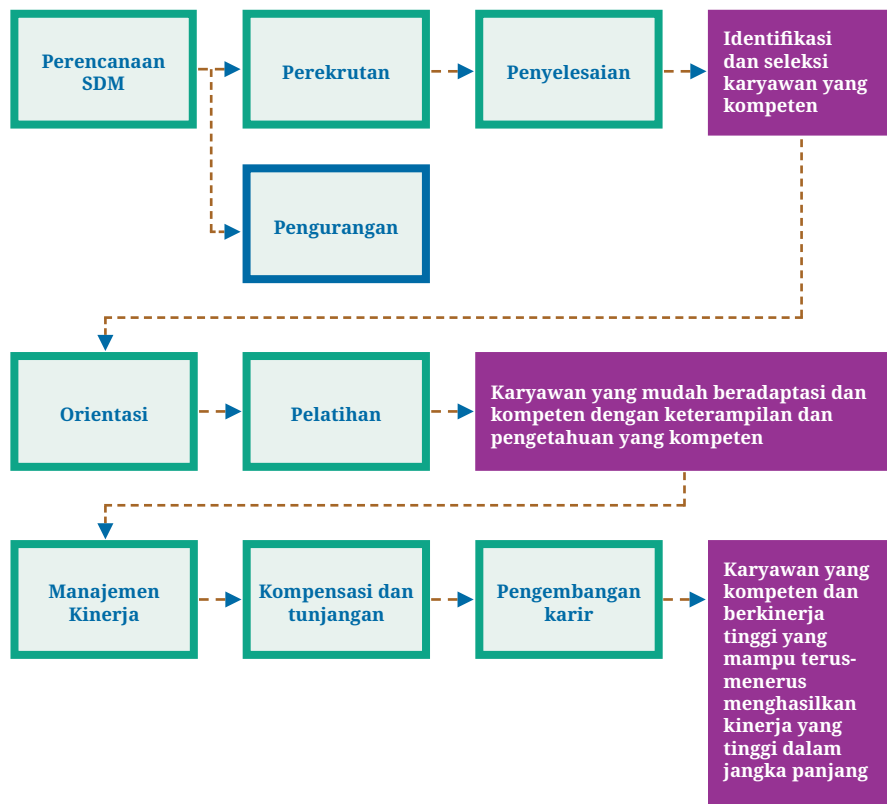 Perencanaan
SDM
Perekrutan
Penyelesaian
Identifikasi
dan seleksi
karyawan yang
kompeten
Pengurangan
Orientasi
Pelatihan
Karyawan yang mudah beradaptasi dan
kompeten dengan keterampilan dan
pengetahuan yang kompeten
Manajemen
Kinerja
Kompensasi dan
tunjangan
Pengembangan
karir
Karyawan yang
kompeten dan
berkinerja
tinggi yang
mampu terus-
menerus
menghasilkan
kinerja yang
tinggi dalam
jangka panjang